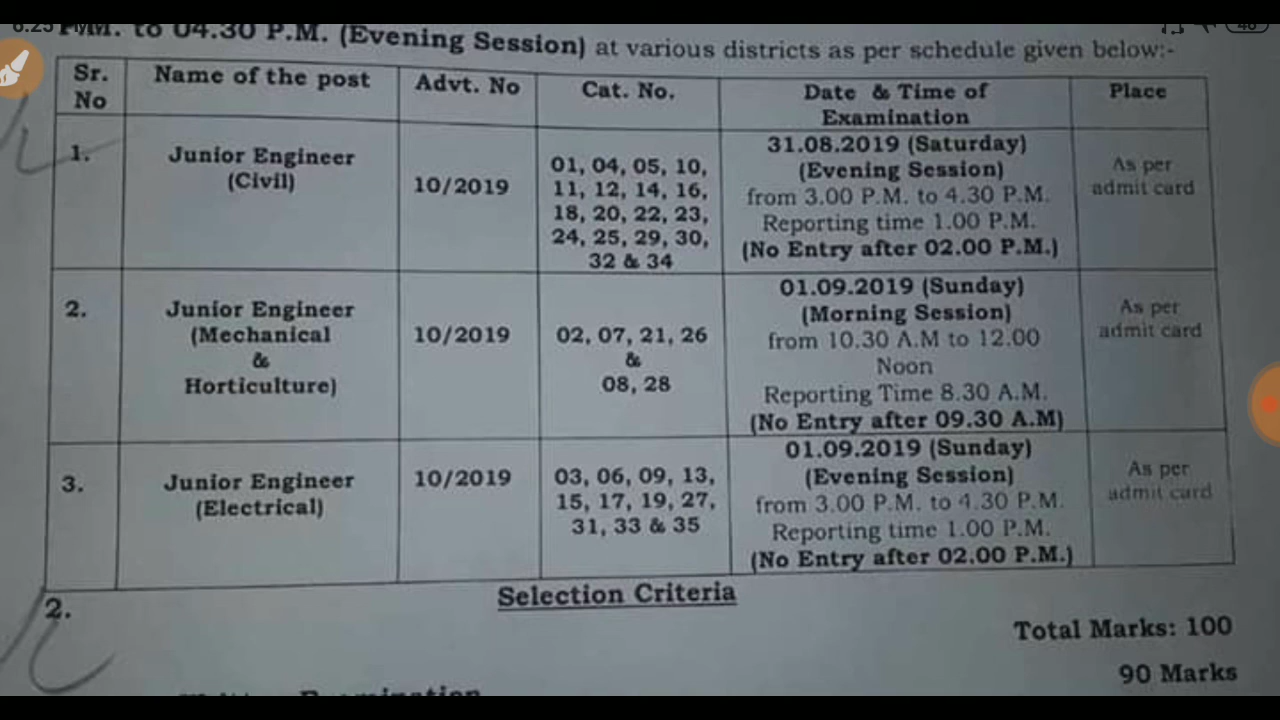 P.M. to 04.30 P.M. (Evening Session) at various districts as per schedule given below:-
Sr. No
Name of the post
Advt. No
Cat. No.
Date & Time of
Examination
Place
1.
Junior Engineer
(Civil)
10/2019
01, 04, 05, 10,
11, 12, 14, 16,
18, 20, 22, 23,
24, 25, 29, 30,
32 & 34
31.08.2019 (Saturday)
(Evening Session)
from 3.00 P.M. to 4.30 P.M.
Reporting time 1.00 P.M.
(No Entry after 02.00 P.M.)
As per
admit card
2.
Junior Engineer
(Mechanical
&
Horticulture)
10/2019
02, 07, 21, 26
&
08, 28
01.09.2019 (Sunday)
(Morning Session)
from 10.30 A.M to 12.00
Noon
Reporting Time 8.30 A.M.
(No Entry after 09.30 A.M)
As per
admit card
3.
Junior Engineer
(Electrical)
10/2019
03, 06, 09, 13,
15, 17, 19, 27,
31, 33 & 35
01.09.2019 (Sunday)
(Evening Session)
from 3.00 P.M. to 4.30 P.M.
Reporting time 1.00 P.M.
(No Entry after 02.00 P.M.)
As per
admit card
2.
Selection Criteria
Total Marks: 100
90 Marks
Examination